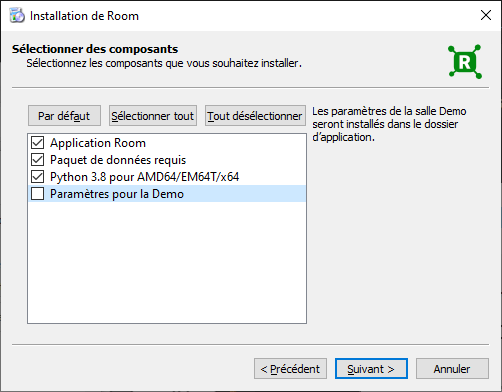 Installation de Room
Sélectionner des composants
Sélectionnez les composants que vous souhaitez installer.
R
Par défaut
Sélectionner tout
Tout désélectionner
Application Room
Paquet de données requis
Python 3.8 pour AMD64/EM64T/x64
Paramètres pour la Demo
Les paramètres de la salle Demo
seront installés dans le dossier
d’application.
< Précédent
Suivant >
Annuler